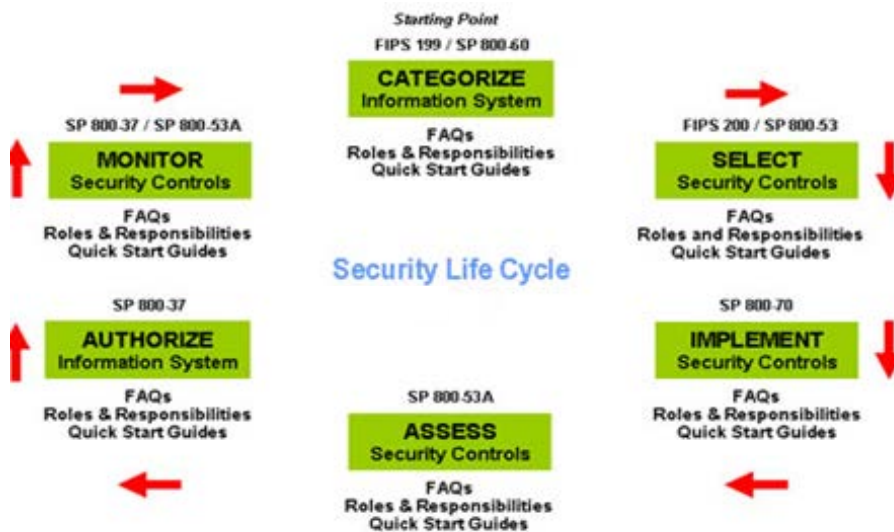 Starting Point
FIPS 199 / SP 800-60
CATEGORIZE
Information System
FAQs
Roles & Responsibilities
Quick Start Guides
SP 800-37 / SP 800-53A
MONITOR
Security Controls
FAQs
Roles & Responsibilities
Quick Start Guides
FIPS 200 / SP 800-53
SELECT
Security Controls
FAQs
Roles and Responsibilities
Quick Start Guides
Security Life Cycle
SP 800-37
AUTHORIZE
Information System
FAQs
Roles & Responsibilities
Quick Start Guides
SP 800-70
IMPLEMENT
Security Controls
FAQs
Roles & Responsibilities
Quick Start Guides
SP 800-53A
ASSESS
Security Controls
FAQs
Roles & Responsibilities
Quick Start Guides